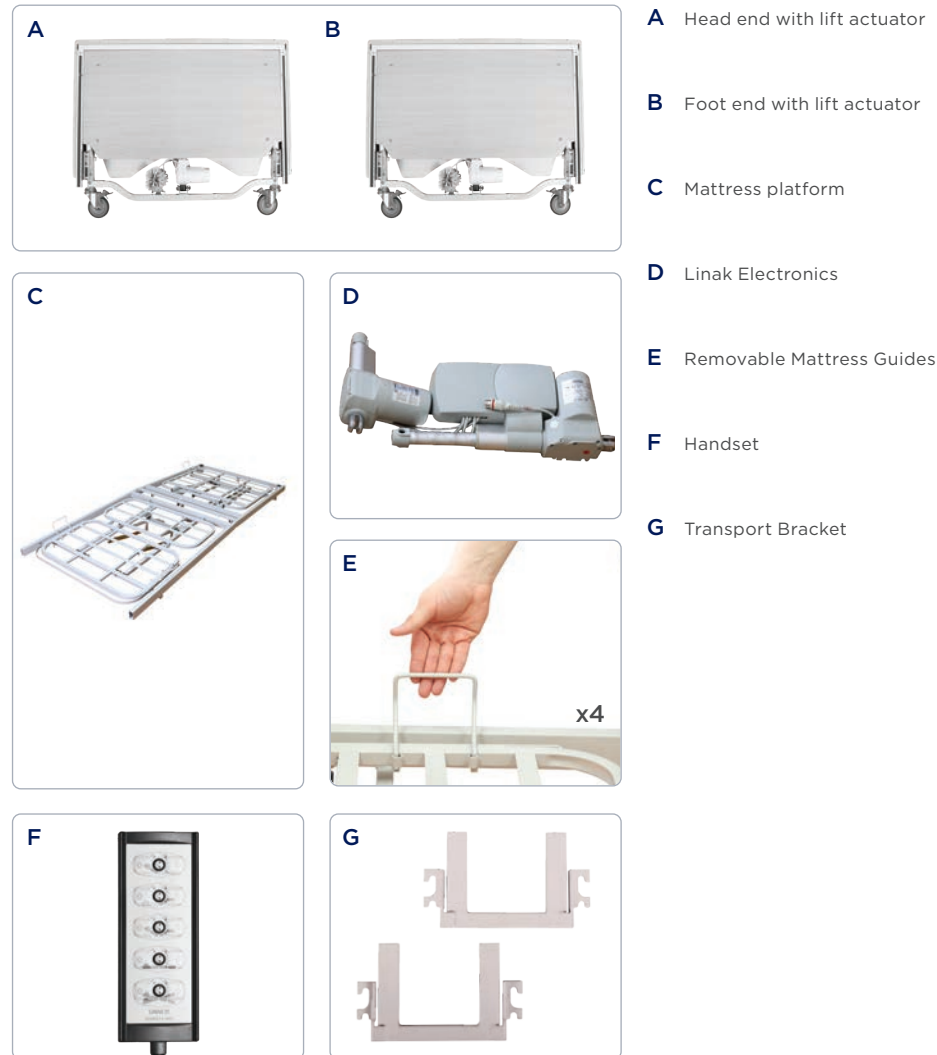 A
B
A Head end with lift actuator
B Foot end with lift actuator
C Mattress platform
D Linak Electronics
E Removable Mattress Guides
F Handset
G Transport Bracket
C
D
E
x4
F
G